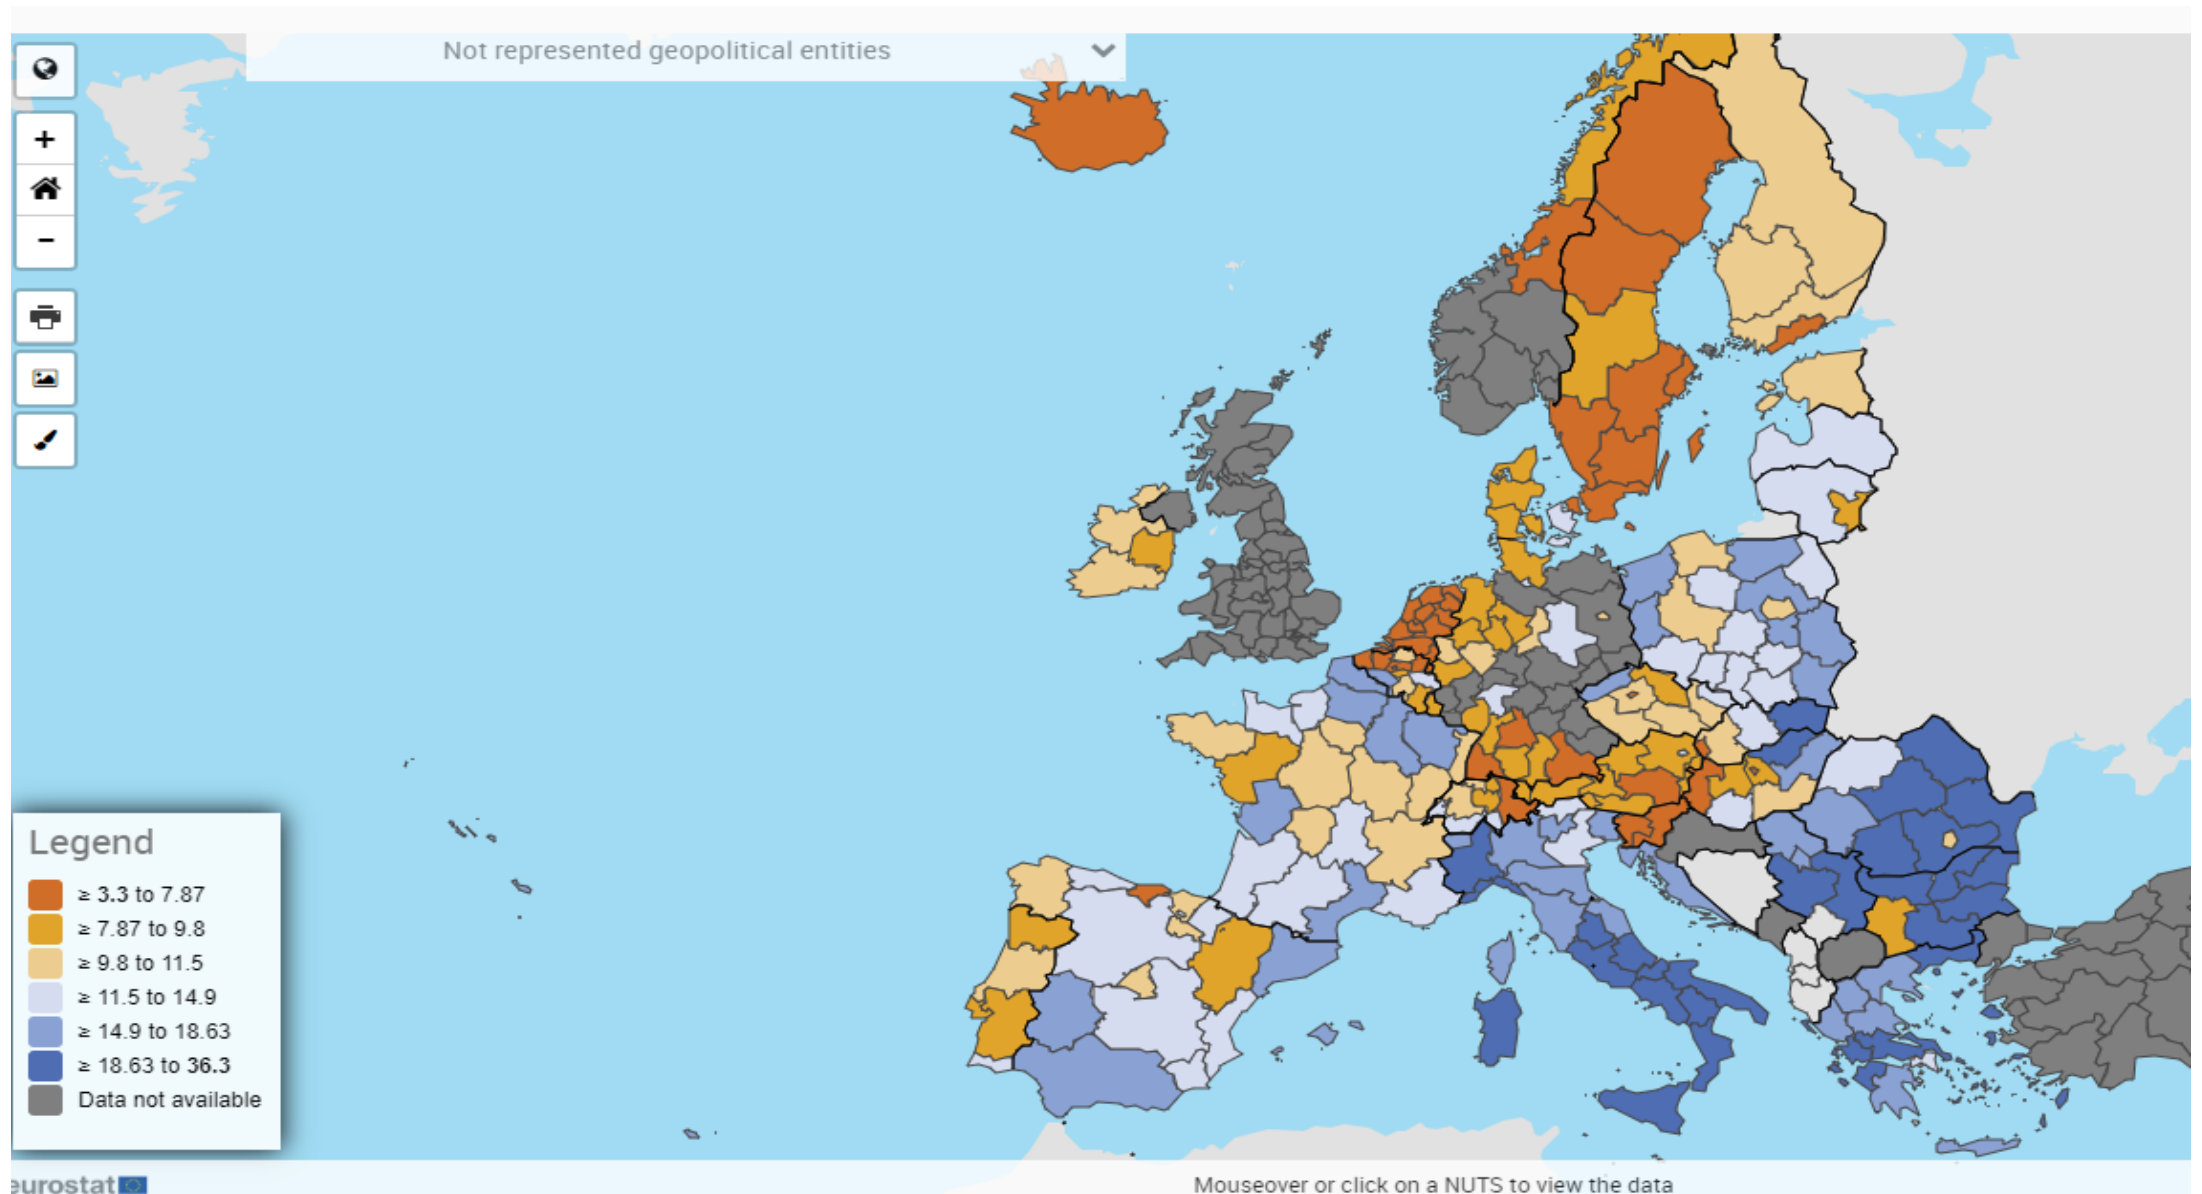 Not represented geopolitical entities
Legend
≥ 3.3 to 7.87
≥ 7.87 to 9.8
≥ 9.8 to 11.5
≥ 11.5 to 14.9
≥ 14.9 to 18.63
≥ 18.63 to 36.3
Data not available
eurostat
Mouseover or click on a NUTS to view the data